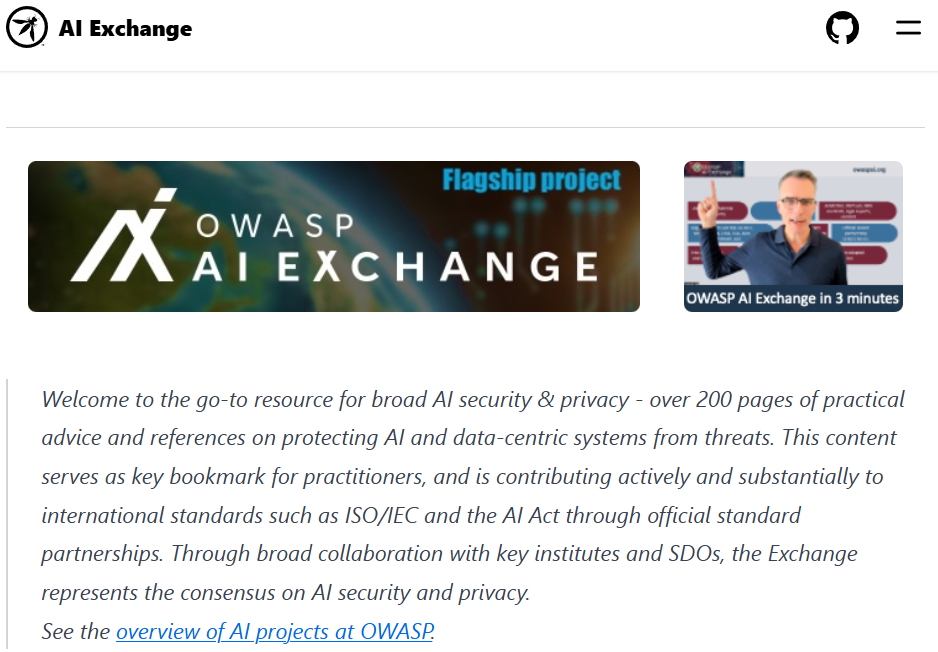 AI Exchange
Flagship project
OWASP
AI EXCHANGE
owaspai.org
OWASP AI Exchange in 3 minutes
Welcome to the go-to resource for broad AI security & privacy - over 200 pages of practical
advice and references on protecting AI and data-centric systems from threats. This content
serves as key bookmark for practitioners, and is contributing actively and substantially to
international standards such as ISO/IEC and the AI Act through official standard
partnerships. Through broad collaboration with key institutes and SDOs, the Exchange
represents the consensus on AI security and privacy.
See the overview of AI projects at OWASP.